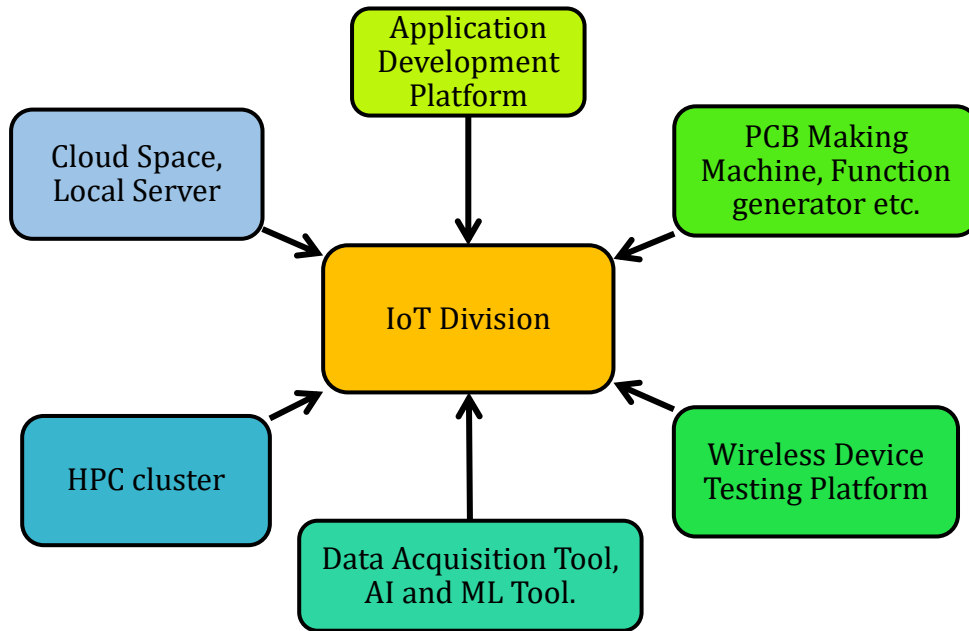 Application
Development
Platform
Cloud Space,
Local Server
PCB Making
Machine, Function
generator etc.
IoT Division
HPC cluster
Wireless Device
Testing Platform
Data Acquisition Tool,
AI and ML Tool.